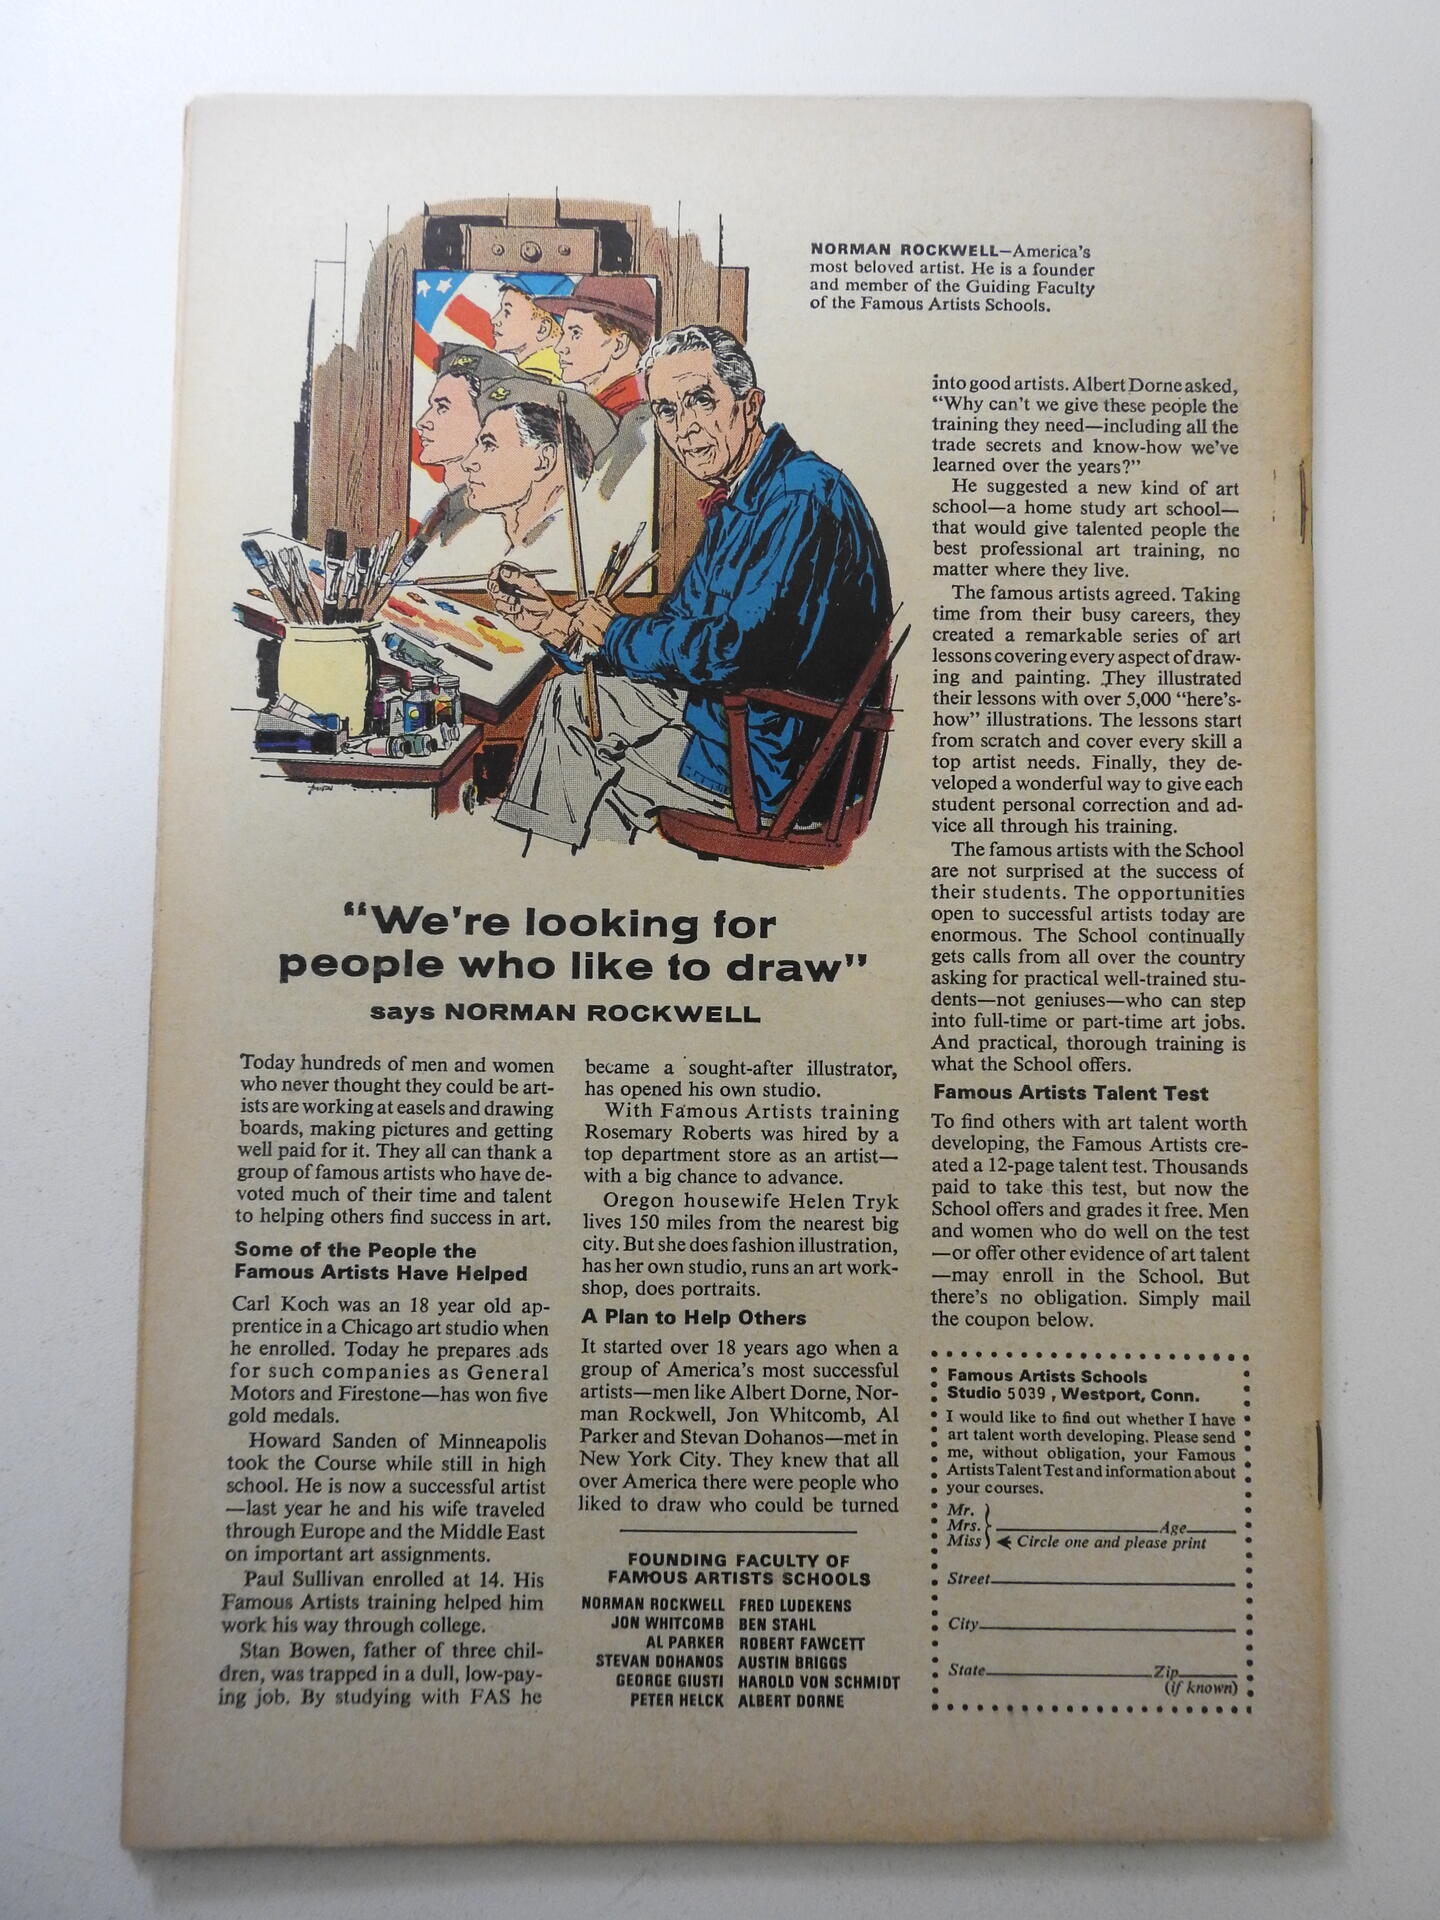 NORMAN ROCKWELL—America's
most beloved artist. He is a founder
and member of the Guiding Faculty
of the Famous Artists Schools.
"We're looking for
people who like to draw"
says NORMAN ROCKWELL
Today hundreds of men and women
who never thought they could be art-
ists are working at easels and drawing
boards, making pictures and getting
well paid for it. They all can thank a
group of famous artists who have de-
voted much of their time and talent
to helping others find success in art.
Some of the People the
Famous Artists Have Helped
Carl Koch was an 18 year old ap-
prentice in a Chicago art studio when
he enrolled. Today he prepares ads
for such companies as General
Motors and Firestone—has won five
gold medals.
Howard Sanden of Minneapolis
took the Course while still in high
school. He is now a successful artist
—last year he and his wife traveled
through Europe and the Middle East
on important art assignments.
Paul Sullivan enrolled at 14. His
Famous Artists training helped him
work his way through college.
Stan Bowen, father of three chil-
dren, was trapped in a dull, low-pay-
ing job. By studying with FAS he
became a sought-after illustrator,
has opened his own studio.
With Famous Artists training
Rosemary Roberts was hired by a
top department store as an artist—
with a big chance to advance.
Oregon housewife Helen Tryk
lives 150 miles from the nearest big
city. But she does fashion illustration,
has her own studio, runs an art work-
shop, does portraits.
A Plan to Help Others
It started over 18 years ago when a
group of America's most successful
artists—men like Albert Dorne, Nor-
man Rockwell, Jon Whitcomb, Al
Parker and Stevan Dohanos—met in
New York City. They knew that all
over America there were people who
liked to draw who could be turned
FOUNDING FACULTY OF
FAMOUS ARTISTS SCHOOLS
NORMAN ROCKWELL FRED LUDEKENS
JON WHITCOMB BEN STAHL
AL PARKER ROBERT FAWCETT
STEVAN DOHANOS AUSTIN BRIGGS
GEORGE GIUSTI HAROLD VON SCHMIDT
PETER HELCK ALBERT DORNE
into good artists. Albert Dorne asked,
"Why can't we give these people the
training they need—including all the
trade secrets and know-how we've
learned over the years?"
He suggested a new kind of art
school—a home study art school—
that would give talented people the
best professional art training, no
matter where they live.
The famous artists agreed. Taking
time from their busy careers, they
created a remarkable series of art
lessons covering every aspect of draw-
ing and painting. They illustrated
their lessons with over 5,000 "here's-
how" illustrations. The lessons start
from scratch and cover every skill a
top artist needs. Finally, they de-
veloped a wonderful way to give each
student personal correction and ad-
vice all through his training.
The famous artists with the School
are not surprised at the success of
their students. The opportunities
open to successful artists today are
enormous. The School continually
gets calls from all over the country
asking for practical well-trained stu-
dents—not geniuses—who can step
into full-time or part-time art jobs.
And practical, thorough training is
what the School offers.
Famous Artists Talent Test
To find others with art talent worth
developing, the Famous Artists cre-
ated a 12-page talent test. Thousands
paid to take this test, but now the
School offers and grades it free. Men
and women who do well on the test
—or offer other evidence of art talent
—may enroll in the School. But
there's no obligation. Simply mail
the coupon below.
Famous Artists Schools
Studio 5039, Westport, Conn.
I would like to find out whether I have
art talent worth developing. Please send
me, without obligation, your Famous
Artists Talent Test and information about
your courses.
Mr.
Mrs. Age
Miss Circle one and please print
Street
City
State Zip
(if known)